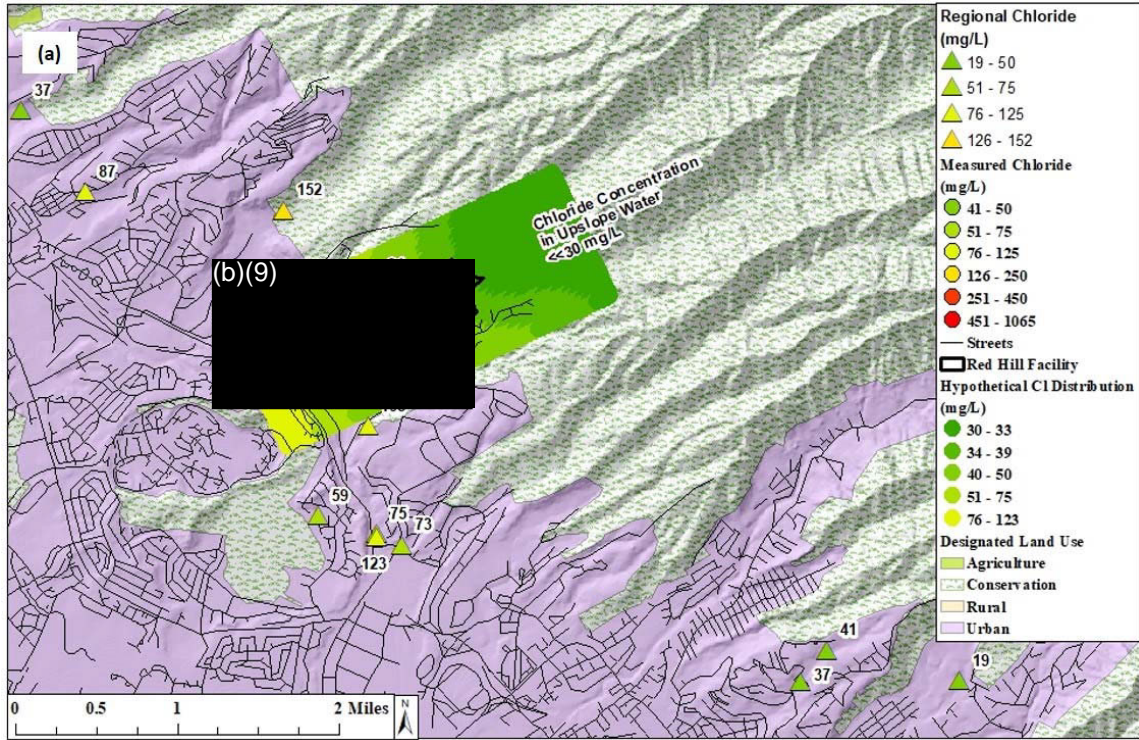 (a)
37
87
152
Chloride Concentration
in Upslope Water
<<30 mg/L
(b)(9)
59
75
73
123
41
37
19
0 0.5 1 2 Miles
N
Regional Chloride
(mg/L)
19 - 50
51 - 75
76 - 125
126 - 152
Measured Chloride
(mg/L)
41 - 50
51 - 75
76 - 125
126 - 250
251 - 450
451 - 1065
Streets
Red Hill Facility
Hypothetical Cl Distribution
(mg/L)
30 - 33
34 - 39
40 - 50
51 - 75
76 - 123
Designated Land Use
Agriculture
Conservation
Rural
Urban